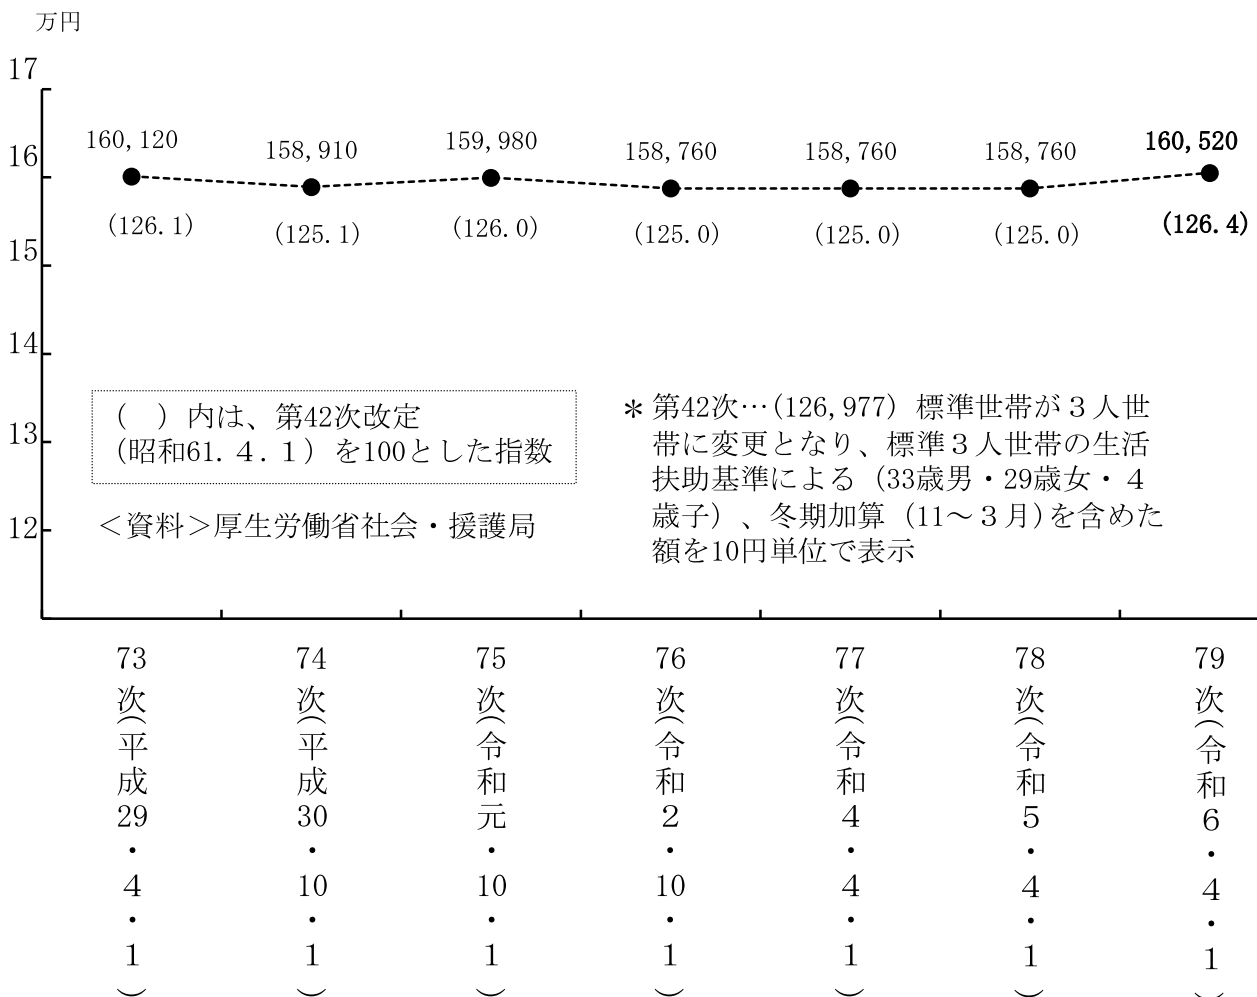 万円
17
16
15
14
13
12
160,120
158,910
159,980
158,760
158,760
158,760
160,520
(126.1)
(125.1)
(126.0)
(125.0)
(125.0)
(125.0)
(126.4)
（　）内は、第42次改定
（昭和61.４.１）を100とした指数
＜資料＞厚生労働省社会・援護局
＊第42次…(126,977) 標準世帯が３人世
帯に変更となり、標準３人世帯の生活
扶助基準による（33歳男・29歳女・４
歳子）、冬期加算（11～３月)を含めた
額を10円単位で表示
73次(平成29・４・１)
74次(平成30・10・１)
75次(令和元・10・１)
76次(令和２・10・１)
77次(令和４・４・１)
78次(令和５・４・１)
79次(令和６・４・１)